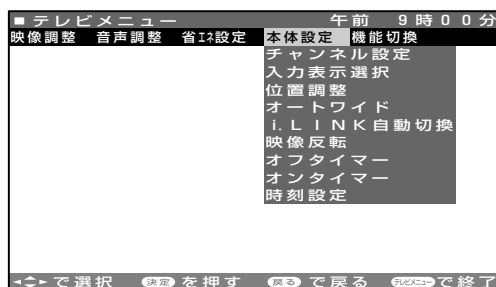 ■テレビメニュー 午前 9時00分
映像調整 音声調整 省エネ設定 本体設定 機能切換
チャンネル設定
入力表示選択
位置調整
オートワイド
i.LINK自動切換
映像反転
オフタイマー
オンタイマー
時刻設定
で選択 決定を押す 戻るで戻る テレビメニューで終了